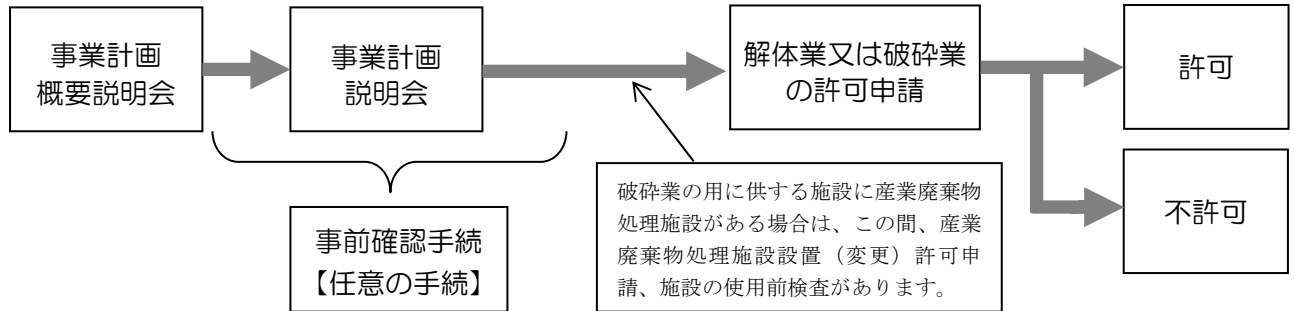 事業計画
概要説明会
事業計画
説明会
解体業又は破砕業
の許可申請
許可
不許可
事前確認手続
【任意の手続】
破砕業の用に供する施設に産業廃棄物
処理施設がある場合は、この間、産業
廃棄物処理施設設置（変更）許可申
請、施設の使用前検査があります。